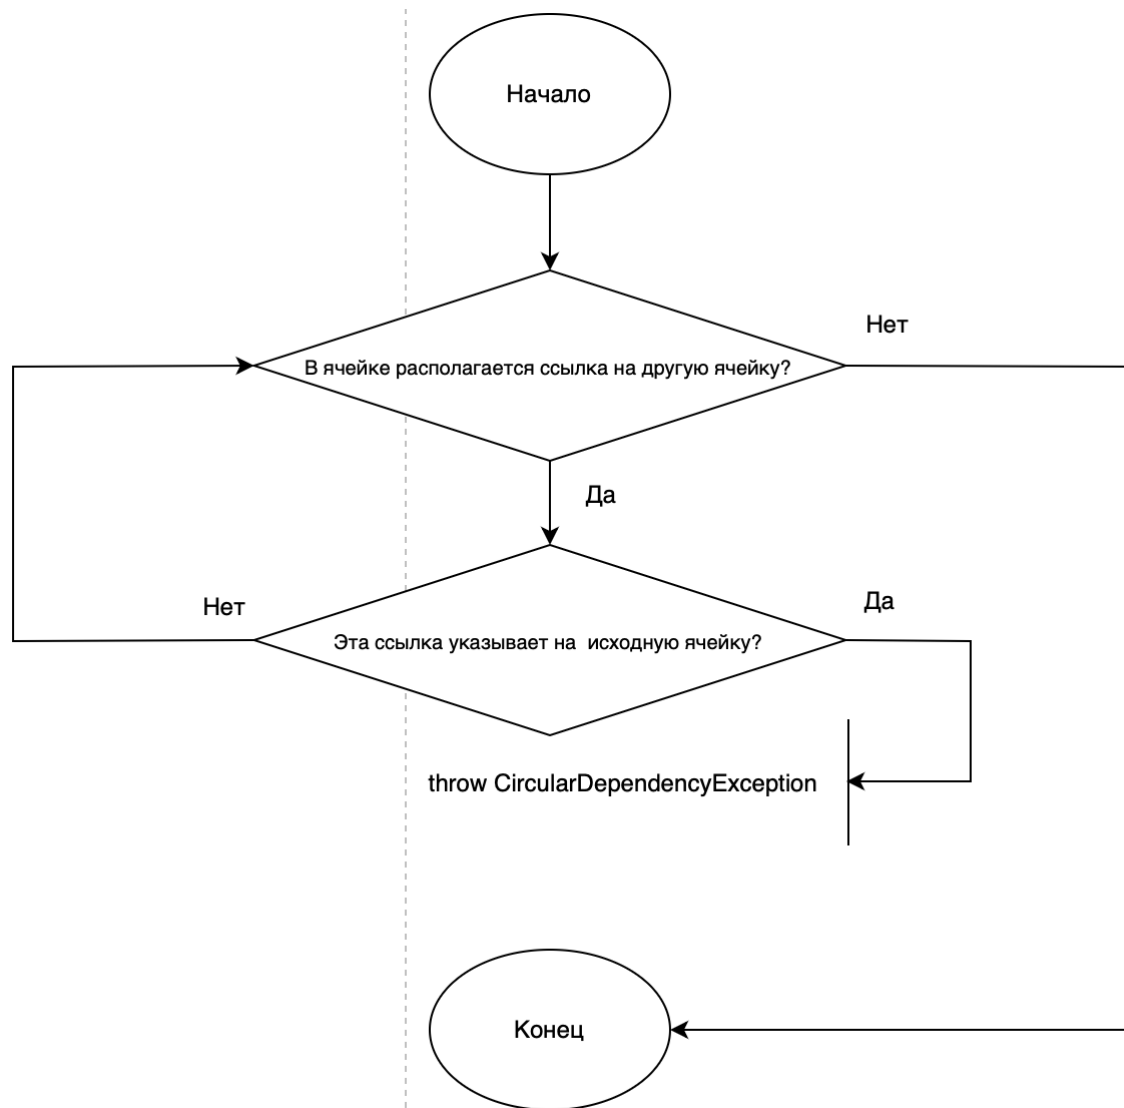 Начало
Нет
В ячейке располагается ссылка на другую ячейку?
Да
Нет
Да
Эта ссылка указывает на исходную ячейку?
throw CircularDependencyException
Конец